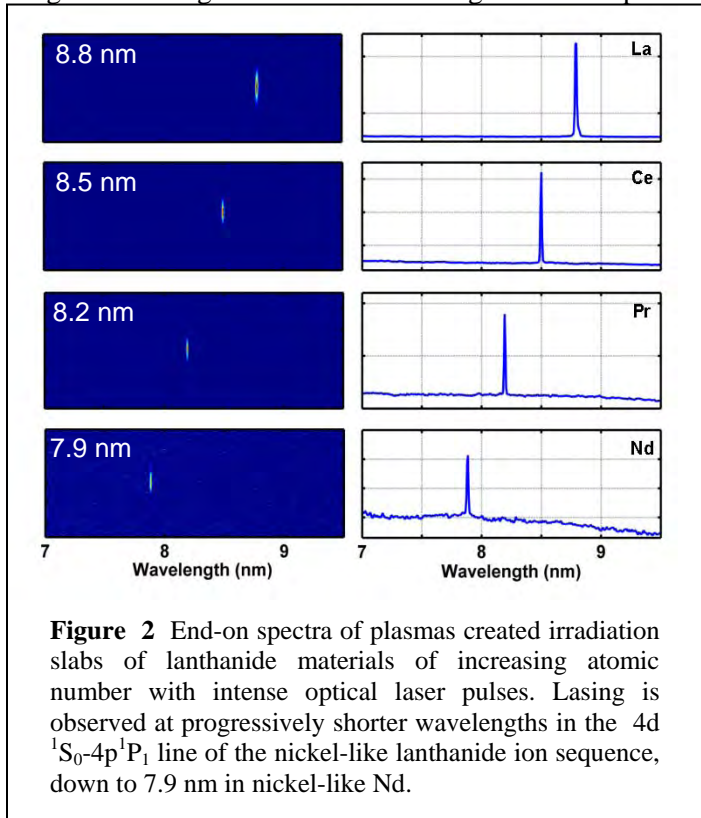 8.8 nm
La
8.5 nm
Ce
8.2 nm
Pr
7.9 nm
Nd
7 8 9 7 8 9
Wavelength (nm) Wavelength (nm)
Figure 2 End-on spectra of plasmas created irradiation
slabs of lanthanide materials of increasing atomic
number with intense optical laser pulses. Lasing is
observed at progressively shorter wavelengths in the 4d
¹S₀-4p¹P₁ line of the nickel-like lanthanide ion sequence,
down to 7.9 nm in nickel-like Nd.